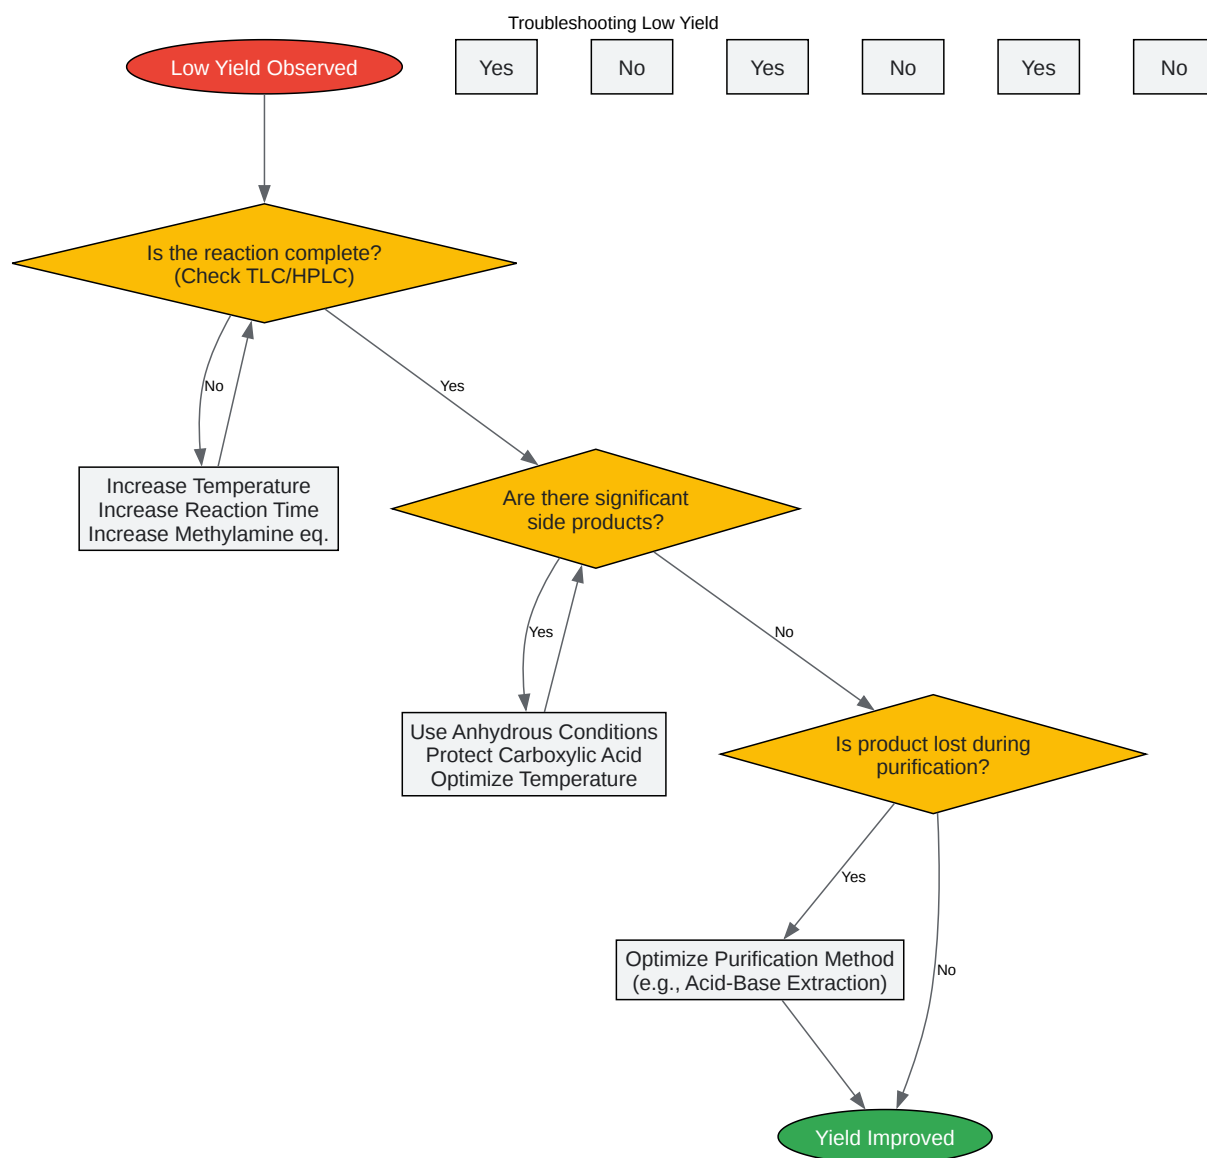 Troubleshooting Low Yield
Low Yield Observed
Yes
No
Yes
No
Yes
No
Is the reaction complete?
(Check TLC/HPLC)
No
Yes
Increase Temperature
Increase Reaction Time
Increase Methylamine eq.
Are there significant
side products?
Yes
No
Use Anhydrous Conditions
Protect Carboxylic Acid
Optimize Temperature
Is product lost during
purification?
Yes
Optimize Purification Method
(e.g., Acid-Base Extraction)
No
Yield Improved